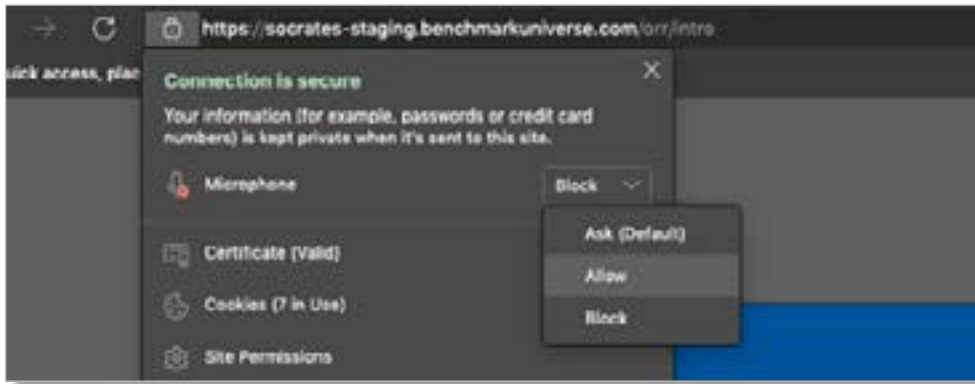 https://socrates-staging.benchmarkuniverse.com/orr/intro
uick access, plac
Connection is secure
Your information (for example, passwords or credit card
numbers) is kept private when it's sent to this site.
Microphone
Block
Ask (Default)
Allow
Block
Certificate (Valid)
Cookies (7 in Use)
Site Permissions